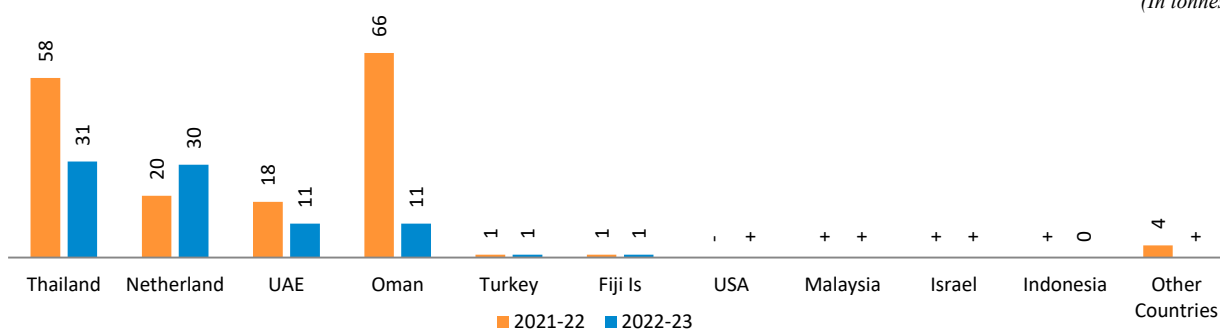 (In tonnes
58 31 20 30 18 11 66 11 1 1 1 1 - + + + + + + 0 4 +
Thailand Netherland UAE Oman Turkey Fiji Is USA Malaysia Israel Indonesia Other
Countries
2021-22 2022-23